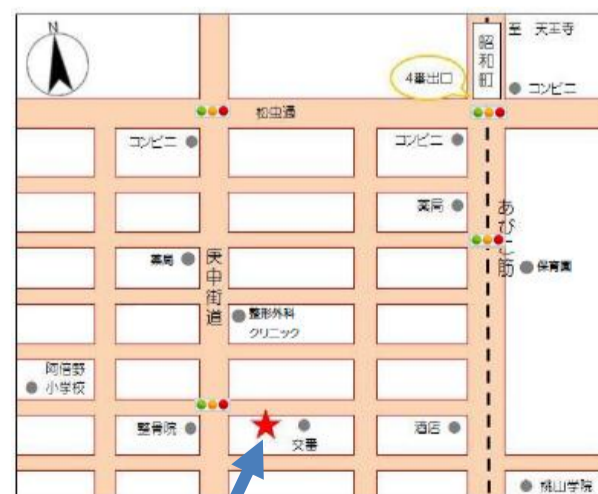 N
至 天王寺
昭和町
4番出口
コンビニ
松虫通
コンビニ
コンビニ
薬局
あびこ筋
薬局
庚申街道
保育園
整形外科
クリニック
阿倍野
小学校
整骨院
交番
酒店
桃山学院